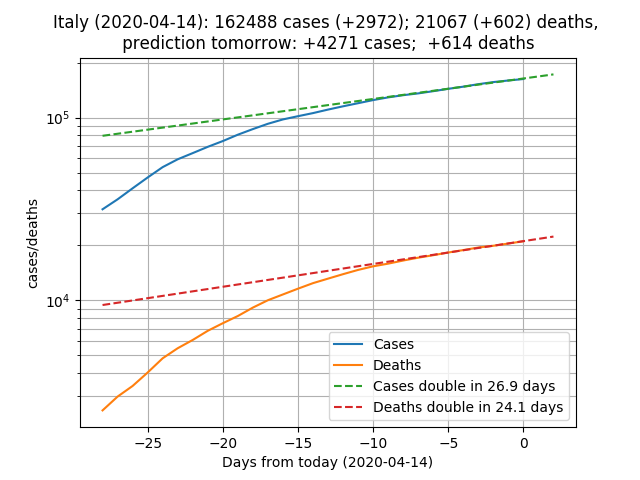 Italy (2020-04-14): 162488 cases (+2972); 21067 (+602) deaths,
prediction tomorrow: +4271 cases;  +614 deaths
cases/deaths
10^5
10^4
Cases
Deaths
Cases double in 26.9 days
Deaths double in 24.1 days
−25 −20 −15 −10 −5 0
Days from today (2020-04-14)